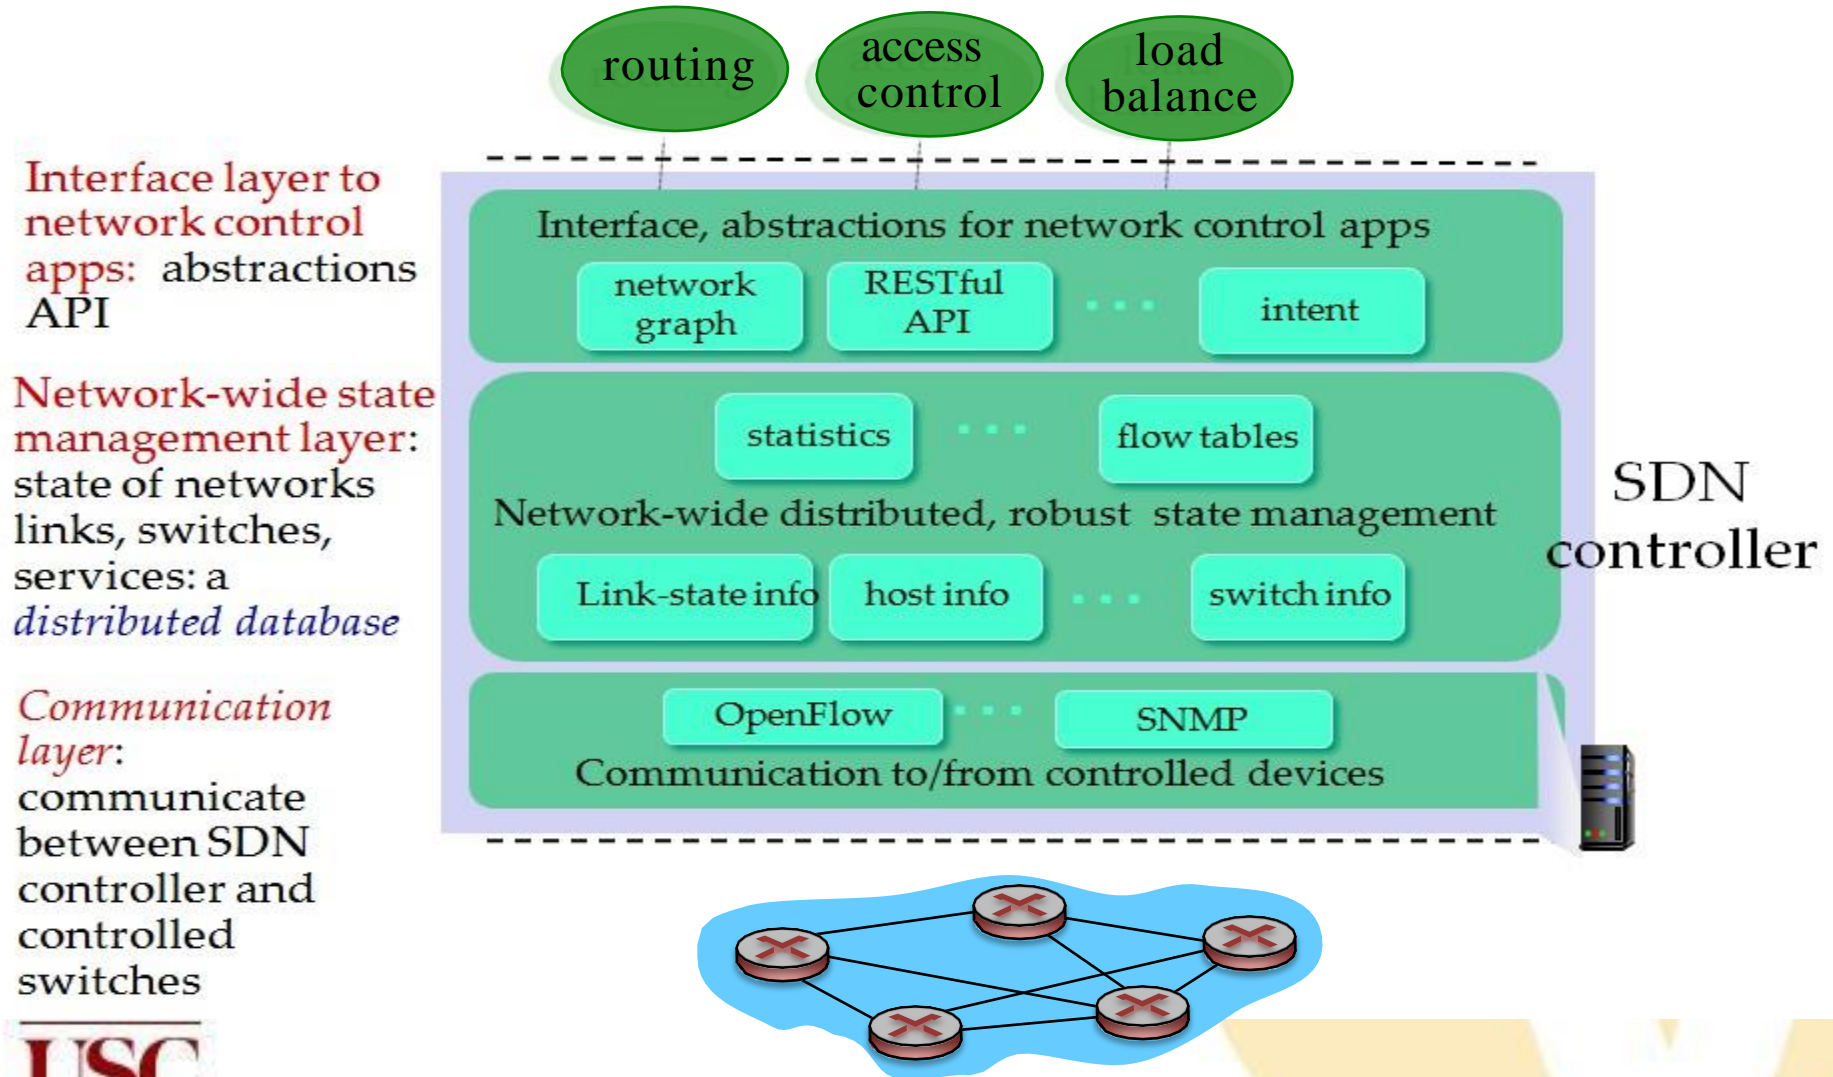 routing
access
control
load
balance
Interface layer to
network control
apps: abstractions
API
Interface, abstractions for network control apps
network
graph
RESTful
API
intent
Network-wide state
management layer:
state of networks
links, switches,
services: a
distributed database
statistics
flow tables
Network-wide distributed, robust state management
Link-state info
host info
switch info
SDN
controller
Communication
layer:
communicate
between SDN
controller and
controlled
switches
OpenFlow
SNMP
Communication to/from controlled devices
USC